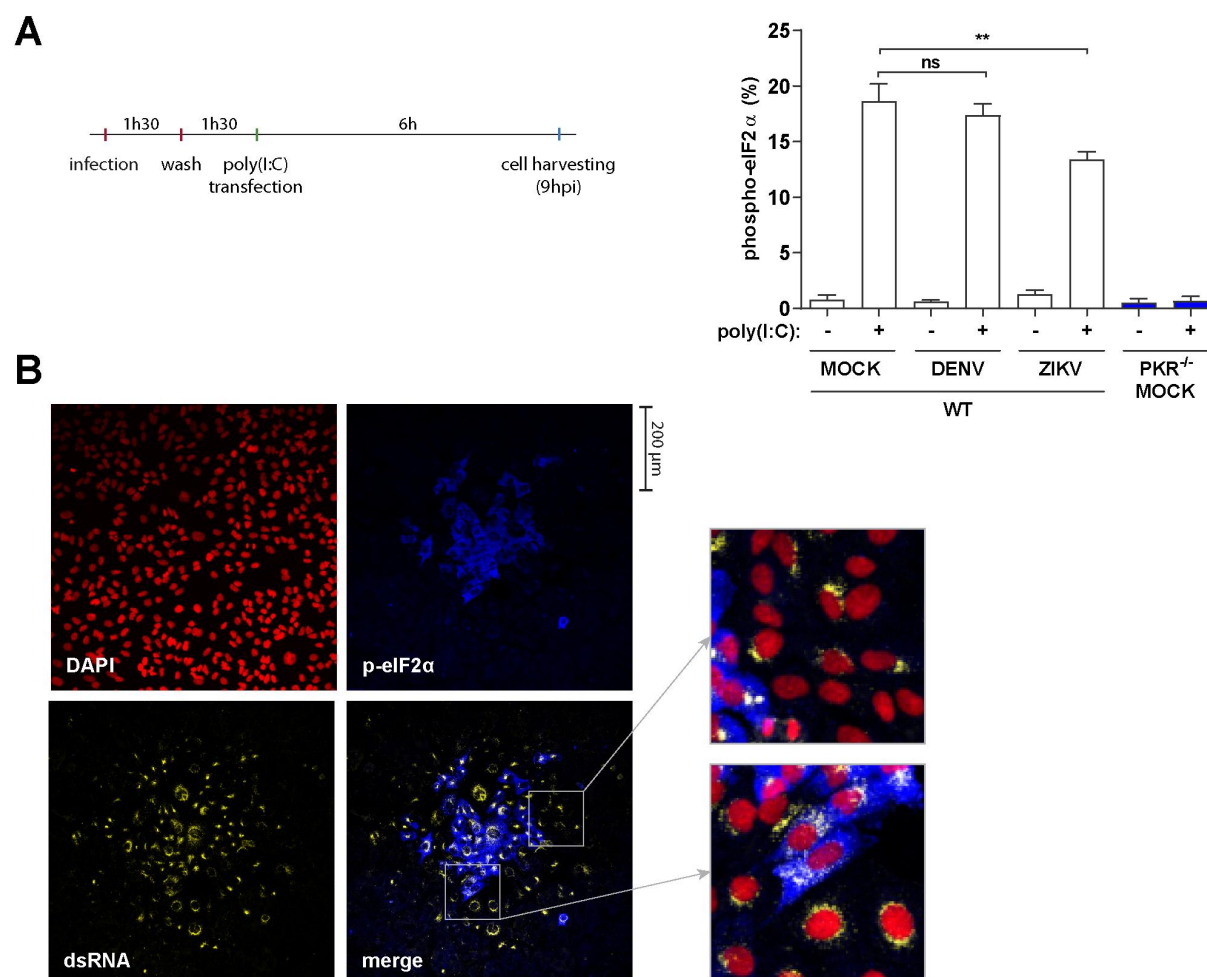 A
1h30 1h30 6h
infection wash poly(I:C) transfection cell harvesting (9hpi)
phospho-eIF2α (%)
25
20
15
10
5
0
**
ns
poly(I:C): - + - + - + - +
MOCK DENV ZIKV PKR-/- MOCK
WT
B
DAPI
p-eIF2α
200 µm
dsRNA
merge